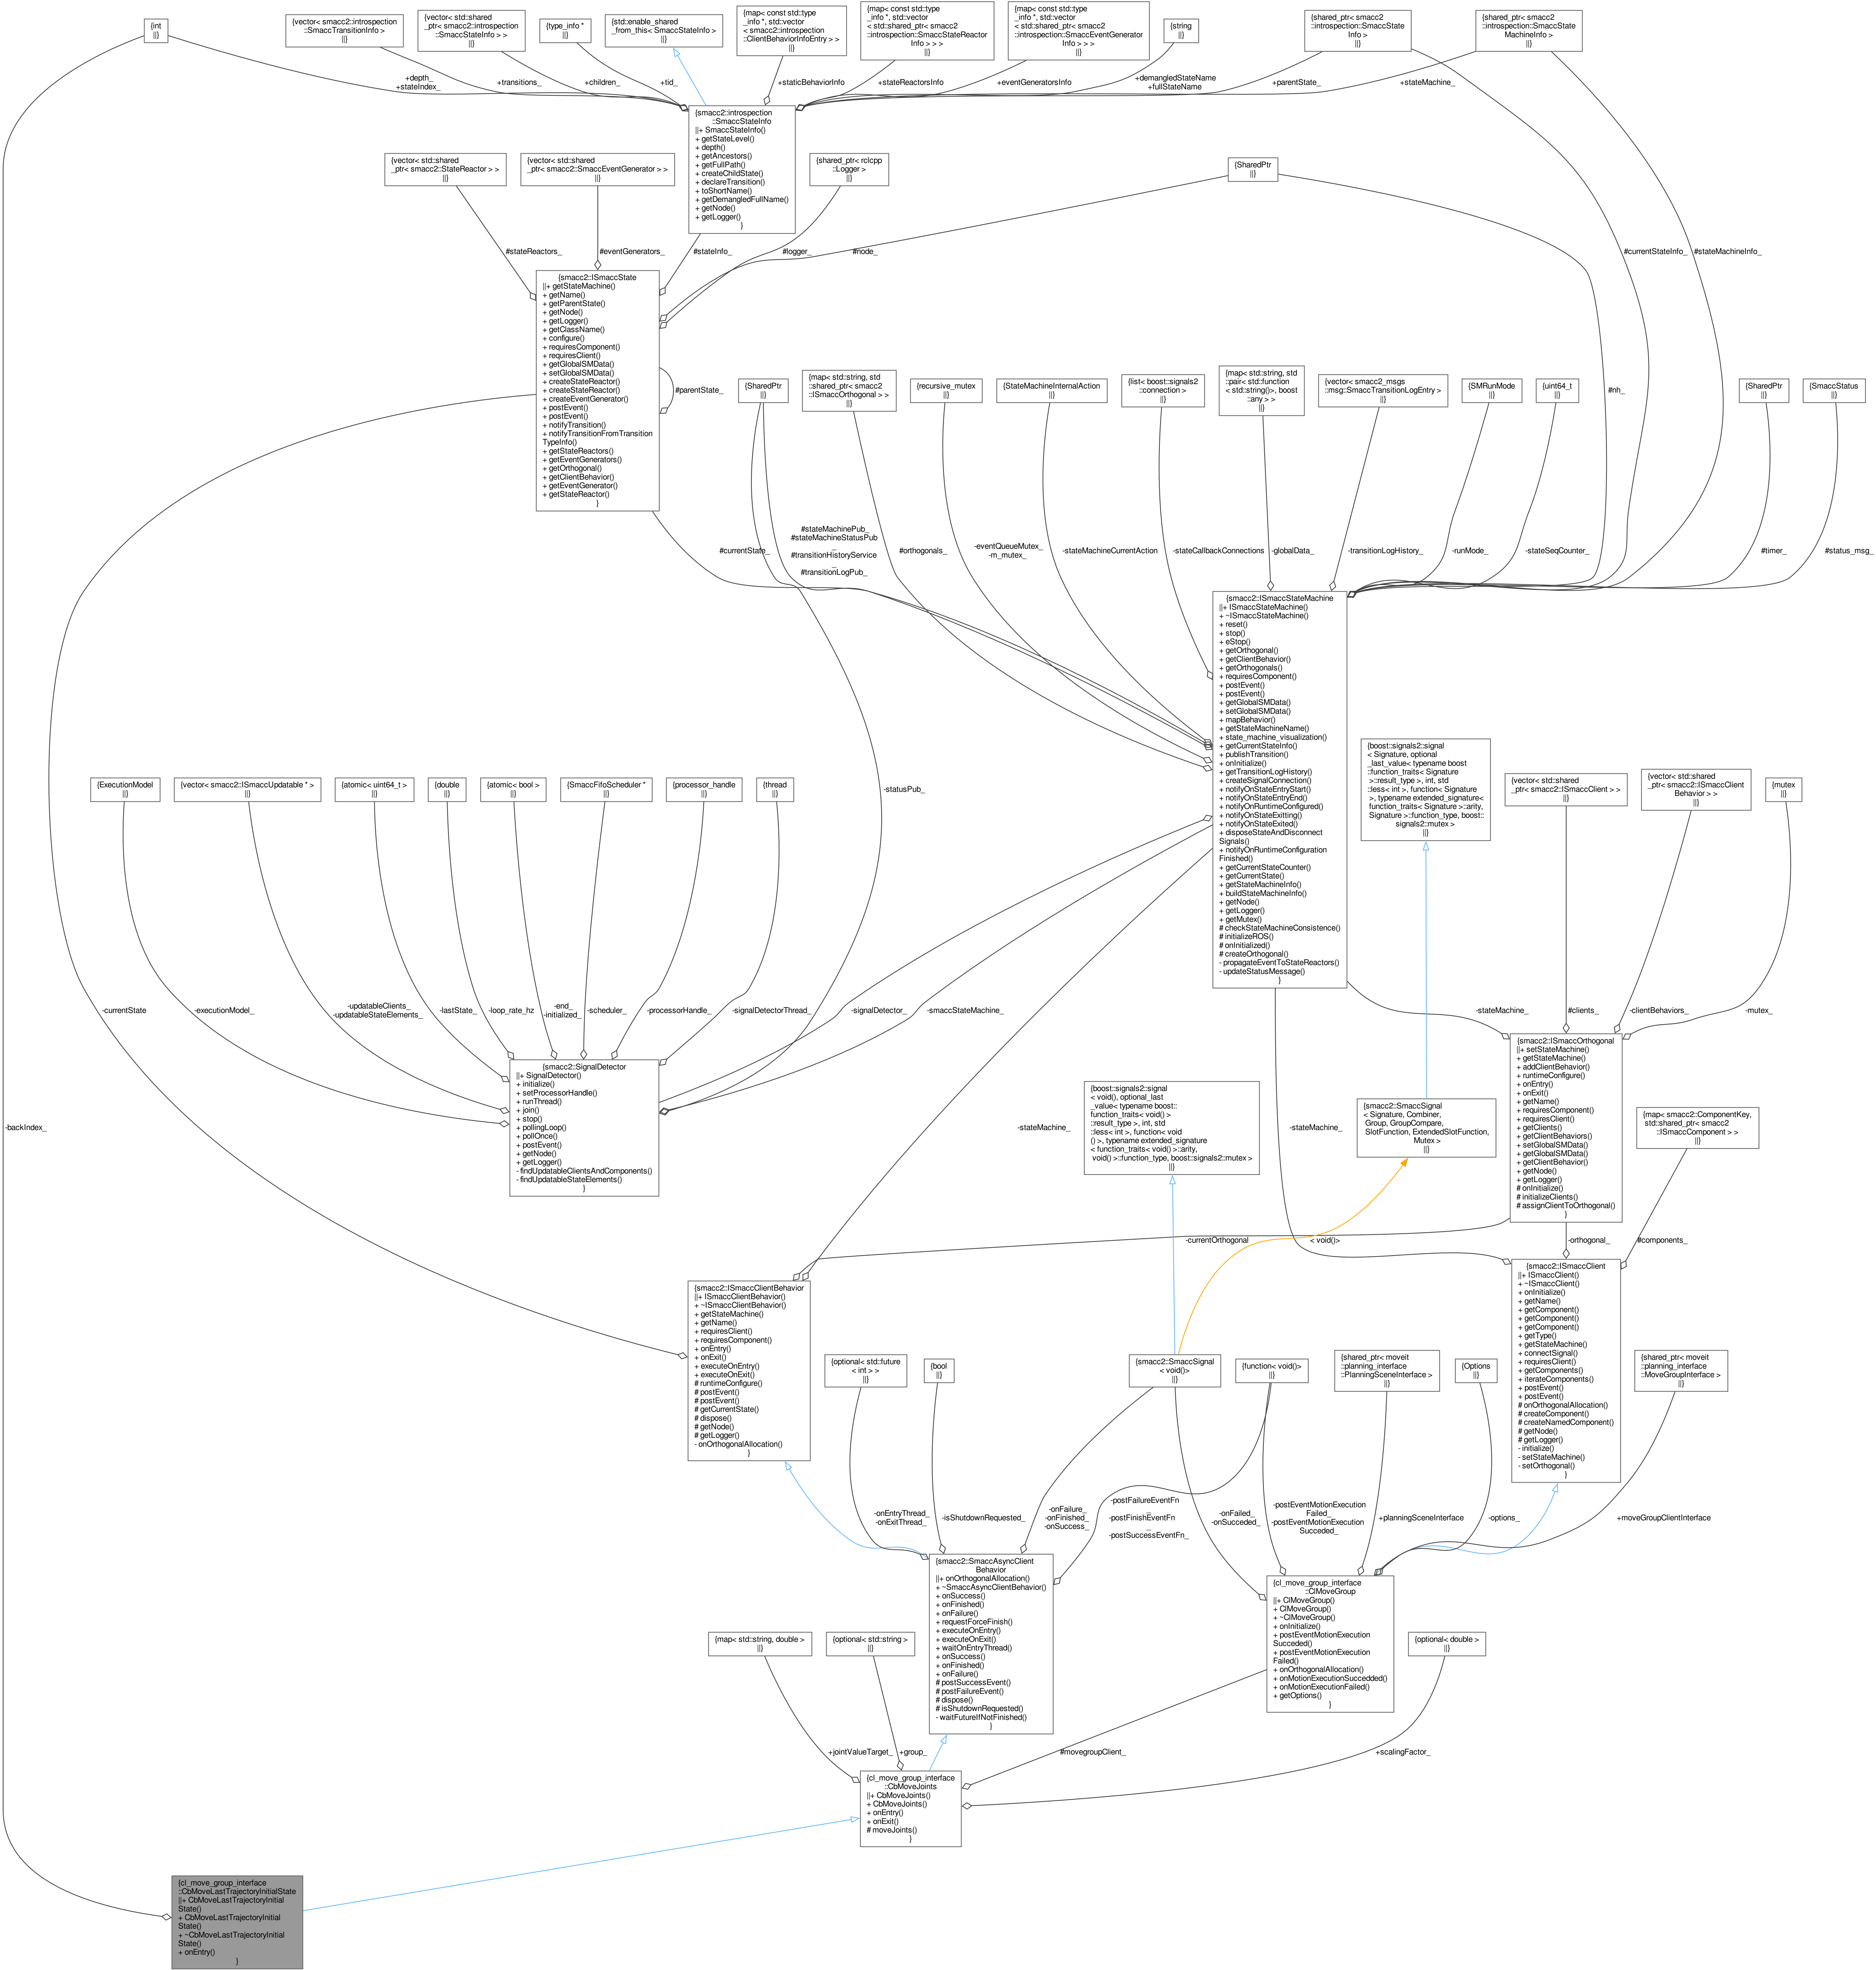 {int
||}
{vector< smacc2::introspection
::SmaccTransitionInfo >
||}
{vector< std::shared
_ptr< smacc2::introspection
::SmaccStateInfo > >
||}
{type_info *
||}
{std::enable_shared
_from_this< SmaccStateInfo >
||}
{map< const std::type
_info *, std::vector
< smacc2::introspection
::ClientBehaviorInfoEntry > >
||}
{map< const std::type
_info *, std::vector
< std::shared_ptr< smacc2
::introspection::SmaccStateReactor
Info > > >
||}
{map< const std::type
_info *, std::vector
< std::shared_ptr< smacc2
::introspection::SmaccEventGenerator
Info > > >
||}
{string
||}
{shared_ptr< smacc2
::introspection::SmaccState
Info >
||}
{shared_ptr< smacc2
::introspection::SmaccState
MachineInfo >
||}
+depth_
+stateIndex_
+transitions_
+children_
+tid_
+staticBehaviorInfo
+stateReactorsInfo
+eventGeneratorsInfo
+demangledStateName
+fullStateName
+parentState_
+stateMachine_
{smacc2::introspection
::SmaccStateInfo
||+ SmaccStateInfo()
+ getStateLevel()
+ depth()
+ getAncestors()
+ getFullPath()
+ createChildState()
+ declareTransition()
+ toShortName()
+ getDemangledFullName()
+ getNode()
+ getLogger()
}
{vector< std::shared
_ptr< smacc2::StateReactor > >
||}
{vector< std::shared
_ptr< smacc2::SmaccEventGenerator > >
||}
{shared_ptr< rclcpp
::Logger >
||}
{SharedPtr
||}
#stateReactors_
#eventGenerators_
#stateInfo_
#logger_
#node_
#currentStateInfo_
#stateMachineInfo_
{smacc2::ISmaccState
||+ getStateMachine()
+ getName()
+ getParentState()
+ getNode()
+ getLogger()
+ getClassName()
+ configure()
+ requiresComponent()
+ requiresClient()
+ getGlobalSMData()
+ setGlobalSMData()
+ createStateReactor()
+ createStateReactor()
+ createEventGenerator()
+ postEvent()
+ postEvent()
+ notifyTransition()
+ notifyTransitionFromTransition
TypeInfo()
+ getStateReactors()
+ getEventGenerators()
+ getOrthogonal()
+ getClientBehavior()
+ getEventGenerator()
+ getStateReactor()
}
#parentState_
#nh_
{SharedPtr
||}
{map< std::string, std
::shared_ptr< smacc2
::ISmaccOrthogonal > >
||}
{recursive_mutex
||}
{StateMachineInternalAction
||}
{list< boost::signals2
::connection >
||}
{map< std::string, std
::pair< std::function
< std::string()>, boost
::any > >
||}
{vector< smacc2_msgs
::msg::SmaccTransitionLogEntry >
||}
{SMRunMode
||}
{uint64_t
||}
{SharedPtr
||}
{SmaccStatus
||}
#currentState_
#stateMachinePub_
#stateMachineStatusPub
_
#transitionHistoryService
_
#transitionLogPub_
#orthogonals_
-eventQueueMutex_
-m_mutex_
-stateMachineCurrentAction
-stateCallbackConnections
-globalData_
-transitionLogHistory_
-runMode_
-stateSeqCounter_
#timer_
#status_msg_
{smacc2::ISmaccStateMachine
||+ ISmaccStateMachine()
+ ~ISmaccStateMachine()
+ reset()
+ stop()
+ eStop()
+ getOrthogonal()
+ getClientBehavior()
+ getOrthogonals()
+ requiresComponent()
+ postEvent()
+ postEvent()
+ getGlobalSMData()
+ setGlobalSMData()
+ mapBehavior()
+ getStateMachineName()
+ state_machine_visualization()
+ getCurrentStateInfo()
+ publishTransition()
+ onInitialize()
+ getTransitionLogHistory()
+ createSignalConnection()
+ notifyOnStateEntryStart()
+ notifyOnStateEntryEnd()
+ notifyOnRuntimeConfigured()
+ notifyOnStateExitting()
+ notifyOnStateExited()
+ disposeStateAndDisconnect
Signals()
+ notifyOnRuntimeConfiguration
Finished()
+ getCurrentStateCounter()
+ getCurrentState()
+ getStateMachineInfo()
+ buildStateMachineInfo()
+ getNode()
+ getLogger()
+ getMutex()
# checkStateMachineConsistence()
# initializeROS()
# onInitialized()
# createOrthogonal()
- propagateEventToStateReactors()
- updateStatusMessage()
}
{boost::signals2::signal
< Signature, optional
_last_value< typename boost
::function_traits< Signature
>::result_type >, int, std
::less< int >, function< Signature
>, typename extended_signature<
function_traits< Signature >::arity,
Signature >::function_type, boost::
signals2::mutex >
||}
{ExecutionModel
||}
{vector< smacc2::ISmaccUpdatable * >
||}
{atomic< uint64_t >
||}
{double
||}
{atomic< bool >
||}
{SmaccFifoScheduler *
||}
{processor_handle
||}
{thread
||}
-statusPub_
{vector< std::shared
_ptr< smacc2::ISmaccClient > >
||}
{vector< std::shared
_ptr< smacc2::ISmaccClient
Behavior > >
||}
{mutex
||}
-currentState
-executionModel_
-updatableClients_
-updatableStateElements_
-lastState_
-loop_rate_hz
-end_
-initialized_
-scheduler_
-processorHandle_
-signalDetectorThread_
-signalDetector_
-smaccStateMachine_
-stateMachine_
#clients_
-clientBehaviors_
-mutex_
{smacc2::SignalDetector
||+ SignalDetector()
+ initialize()
+ setProcessorHandle()
+ runThread()
+ join()
+ stop()
+ pollingLoop()
+ pollOnce()
+ postEvent()
+ getNode()
+ getLogger()
- findUpdatableClientsAndComponents()
- findUpdatableStateElements()
}
{smacc2::ISmaccOrthogonal
||+ setStateMachine()
+ getStateMachine()
+ addClientBehavior()
+ runtimeConfigure()
+ onEntry()
+ onExit()
+ getName()
+ requiresComponent()
+ requiresClient()
+ getClients()
+ getClientBehaviors()
+ setGlobalSMData()
+ getGlobalSMData()
+ getClientBehavior()
+ getNode()
+ getLogger()
# onInitialize()
# initializeClients()
# assignClientToOrthogonal()
}
{boost::signals2::signal
< void(), optional_last
_value< typename boost::
function_traits< void() >
::result_type >, int, std
::less< int >, function< void
() >, typename extended_signature
< function_traits< void() >::arity,
void() >::function_type, boost::signals2::mutex >
||}
{smacc2::SmaccSignal
< Signature, Combiner,
Group, GroupCompare,
SlotFunction, ExtendedSlotFunction,
Mutex >
||}
{map< smacc2::ComponentKey,
std::shared_ptr< smacc2
::ISmaccComponent > >
||}
-backIndex_
-stateMachine_
-stateMachine_
-currentOrthogonal
< void()>
-orthogonal_
#components_
{smacc2::ISmaccClientBehavior
||+ ISmaccClientBehavior()
+ ~ISmaccClientBehavior()
+ getStateMachine()
+ getName()
+ requiresClient()
+ requiresComponent()
+ onEntry()
+ onExit()
+ executeOnEntry()
+ executeOnExit()
# runtimeConfigure()
# postEvent()
# postEvent()
# getCurrentState()
# dispose()
# getNode()
# getLogger()
- onOrthogonalAllocation()
}
{smacc2::ISmaccClient
||+ ISmaccClient()
+ ~ISmaccClient()
+ onInitialize()
+ getName()
+ getComponent()
+ getComponent()
+ getComponent()
+ getType()
+ getStateMachine()
+ connectSignal()
+ requiresClient()
+ getComponents()
+ iterateComponents()
+ postEvent()
+ postEvent()
# onOrthogonalAllocation()
# createComponent()
# createNamedComponent()
# getNode()
# getLogger()
- initialize()
- setStateMachine()
- setOrthogonal()
}
{optional< std::future
< int > >
||}
{bool
||}
{smacc2::SmaccSignal
< void()>
||}
{function< void()>
||}
{shared_ptr< moveit
::planning_interface
::PlanningSceneInterface >
||}
{Options
||}
{shared_ptr< moveit
::planning_interface
::MoveGroupInterface >
||}
-onEntryThread_
-onExitThread_
-isShutdownRequested_
-onFailure_
-onFinished_
-onSuccess_
-postFailureEventFn
_
-postFinishEventFn
_
-postSuccessEventFn_
-onFailed_
-onSucceded_
-postEventMotionExecution
Failed_
-postEventMotionExecution
Succeded_
+planningSceneInterface
-options_
+moveGroupClientInterface
{smacc2::SmaccAsyncClient
Behavior
||+ onOrthogonalAllocation()
+ ~SmaccAsyncClientBehavior()
+ onSuccess()
+ onFinished()
+ onFailure()
+ requestForceFinish()
+ executeOnEntry()
+ executeOnExit()
+ waitOnEntryThread()
+ onSuccess()
+ onFinished()
+ onFailure()
# postSuccessEvent()
# postFailureEvent()
# dispose()
# isShutdownRequested()
- waitFutureIfNotFinished()
}
{cl_move_group_interface
::ClMoveGroup
||+ ClMoveGroup()
+ ClMoveGroup()
+ ~ClMoveGroup()
+ onInitialize()
+ postEventMotionExecution
Succeded()
+ postEventMotionExecution
Failed()
+ onOrthogonalAllocation()
+ onMotionExecutionSuccedded()
+ onMotionExecutionFailed()
+ getOptions()
}
{map< std::string, double >
||}
{optional< std::string >
||}
{optional< double >
||}
+jointValueTarget_
+group_
#movegroupClient_
+scalingFactor_
{cl_move_group_interface
::CbMoveJoints
||+ CbMoveJoints()
+ CbMoveJoints()
+ onEntry()
+ onExit()
# moveJoints()
}
{cl_move_group_interface
::CbMoveLastTrajectoryInitialState
||+ CbMoveLastTrajectoryInitial
State()
+ CbMoveLastTrajectoryInitial
State()
+ ~CbMoveLastTrajectoryInitial
State()
+ onEntry()
}